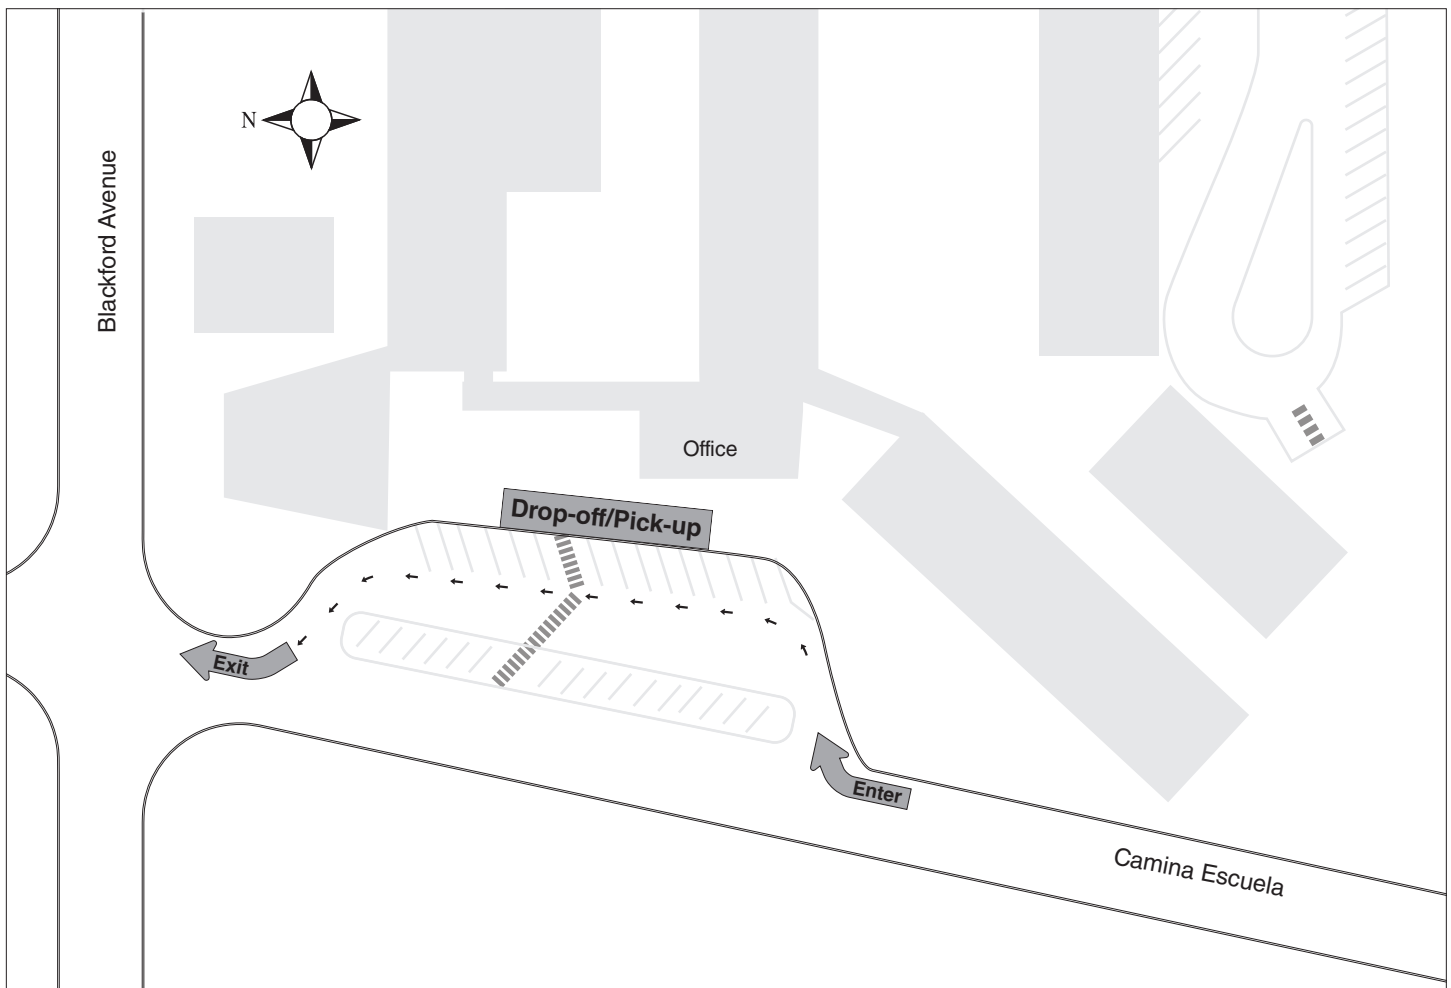 N
Blackford Avenue
Office
Drop-off/Pick-up
Exit
Enter
Camina Escuela